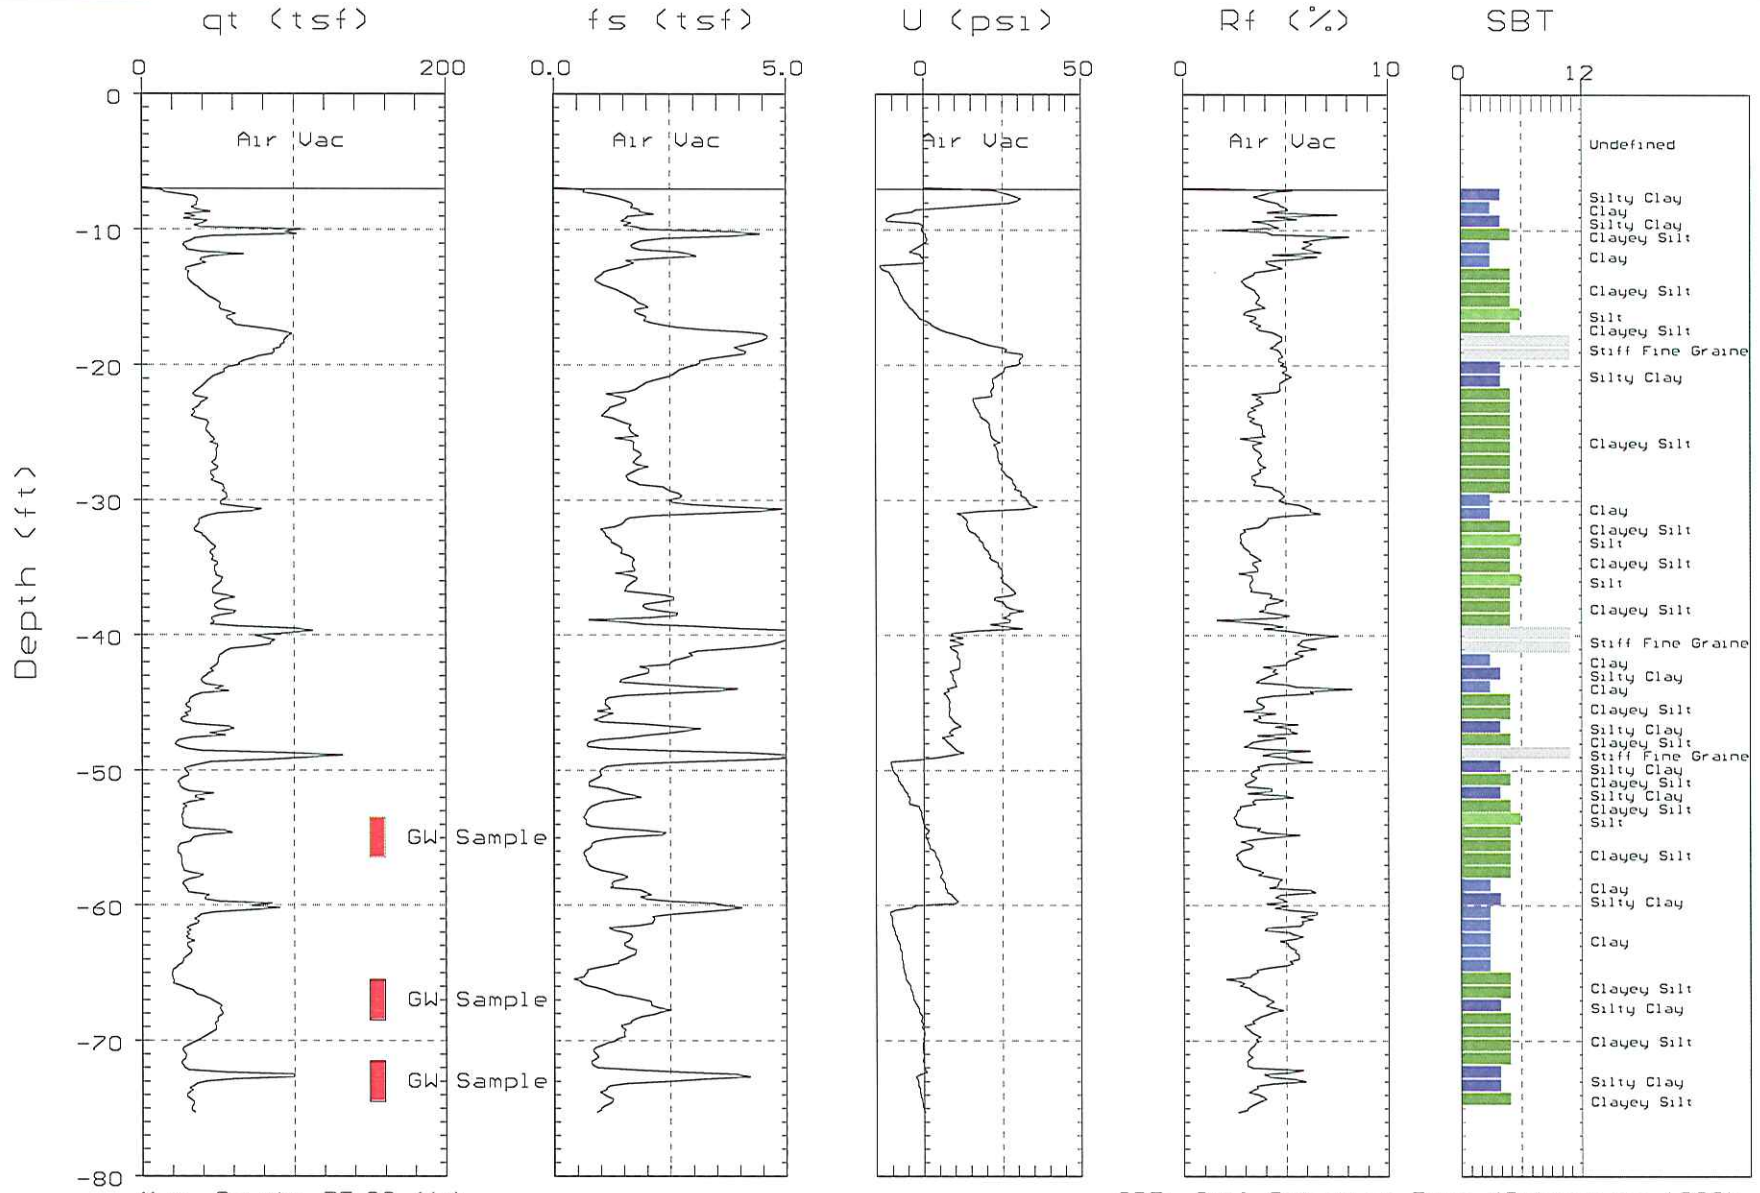 qt (tsf) fs (tsf) U (psi) Rf (%) SBT
0 200 0.0 5.0 0 50 0 10 0 12
Depth (ft)
0
-10
-20
-30
-40
-50
-60
-70
-80
Air Vac
Air Vac
Air Vac
Air Vac
GW Sample
GW Sample
GW Sample
Undefined
Silty Clay
Clay
Silty Clay
Clayey Silt
Clay
Clayey Silt
Silt
Clayey Silt
Stiff Fine Graine
Silty Clay
Clayey Silt
Clay
Clayey Silt
Silt
Clayey Silt
Silt
Clayey Silt
Stiff Fine Graine
Clay
Silty Clay
Clay
Clayey Silt
Silty Clay
Clayey Silt
Stiff Fine Graine
Silty Clay
Clayey Silt
Silty Clay
Clayey Silt
Silt
Clayey Silt
Clay
Silty Clay
Clay
Clayey Silt
Silty Clay
Clayey Silt
Silty Clay
Clayey Silt